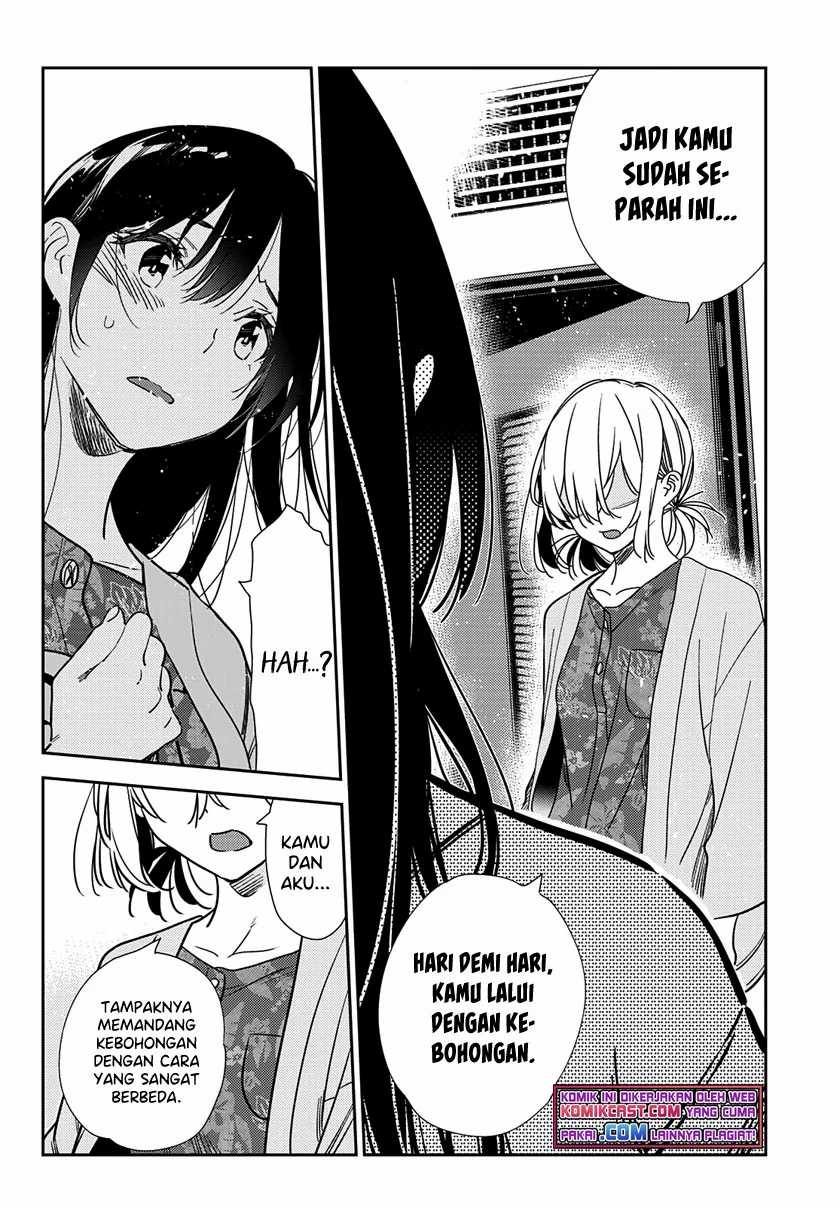 JADI KAMU
SUDAH SE-
PARAH INI...
HARI DEMI HARI,
KAMU LALUI
DENGAN KE-
BOHONGAN.
HAH...?
KAMU
DAN
AKU...
TAMPAKNYA
MEMANDANG
KEBOHONGAN
DENGAN CARA
YANG SANGAT
BERBEDA.
KOMIK INI DIKERJAKAN OLEH WEB
KOMIKCAST.COM YANG CUMA
PAKAI .COM LAINNYA PLAGIAT!